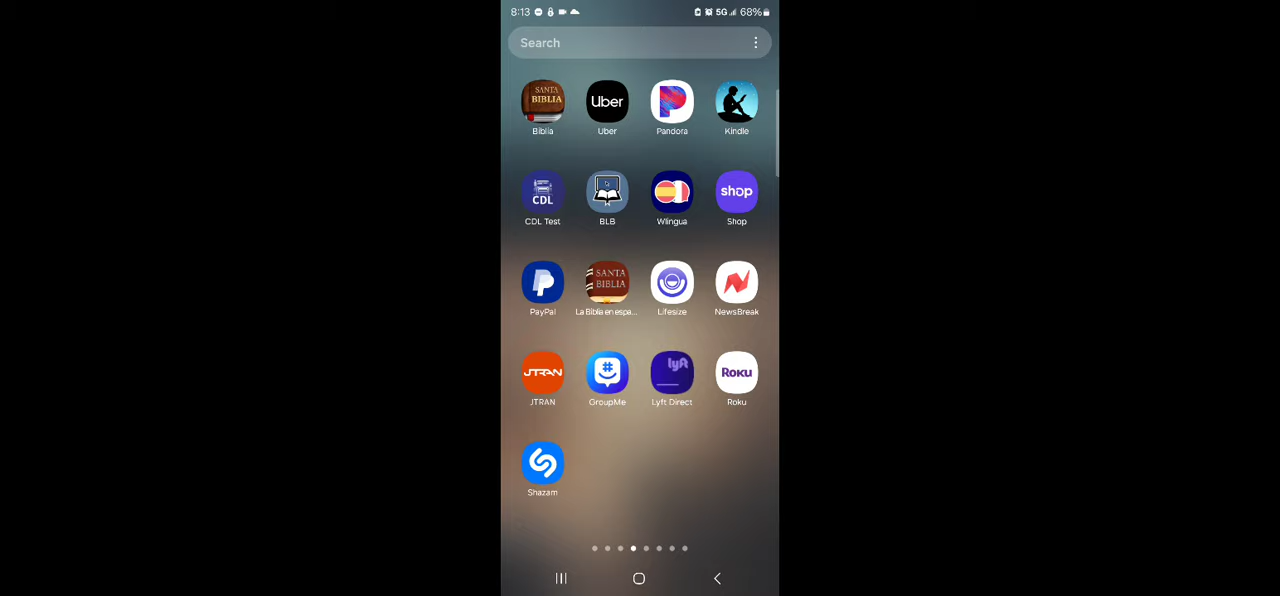 8:13
5G 68%
Search
SANTA
BIBLIA
Uber
Biblia Uber Pandora Kindle
CDL
shop
CDL Test BLB Wlingua Shop
SANTA
BIBLIA
PayPal La Biblia en espa... Lifesize NewsBreak
JTRAN
lyft
Roku
JTRAN GroupMe Lyft Direct Roku
Shazam